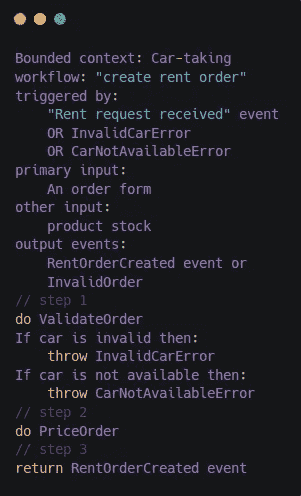 Bounded context: Car-taking
workflow: "create rent order"
triggered by:
    "Rent request received" event
    OR InvalidCarError
    OR CarNotAvailableError
primary input:
    An order form
other input:
    product stock
output events:
    RentOrderCreated event or
    InvalidOrder
// step 1
do ValidateOrder
If car is invalid then:
    throw InvalidCarError
If car is not available then:
    throw CarNotAvailableError
// step 2
do PriceOrder
// step 3
return RentOrderCreated event